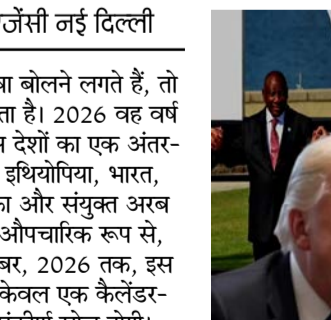 जेंसी नई दिल्ली
बोलने लगते हैं, तो
है। 2026 वह वर्ष
देशों का एक अंतर-
इथियोपिया, भारत,
और संयुक्त अरब
औपचारिक रूप से,
2026 तक, इस
केवल एक कैलेंडर-